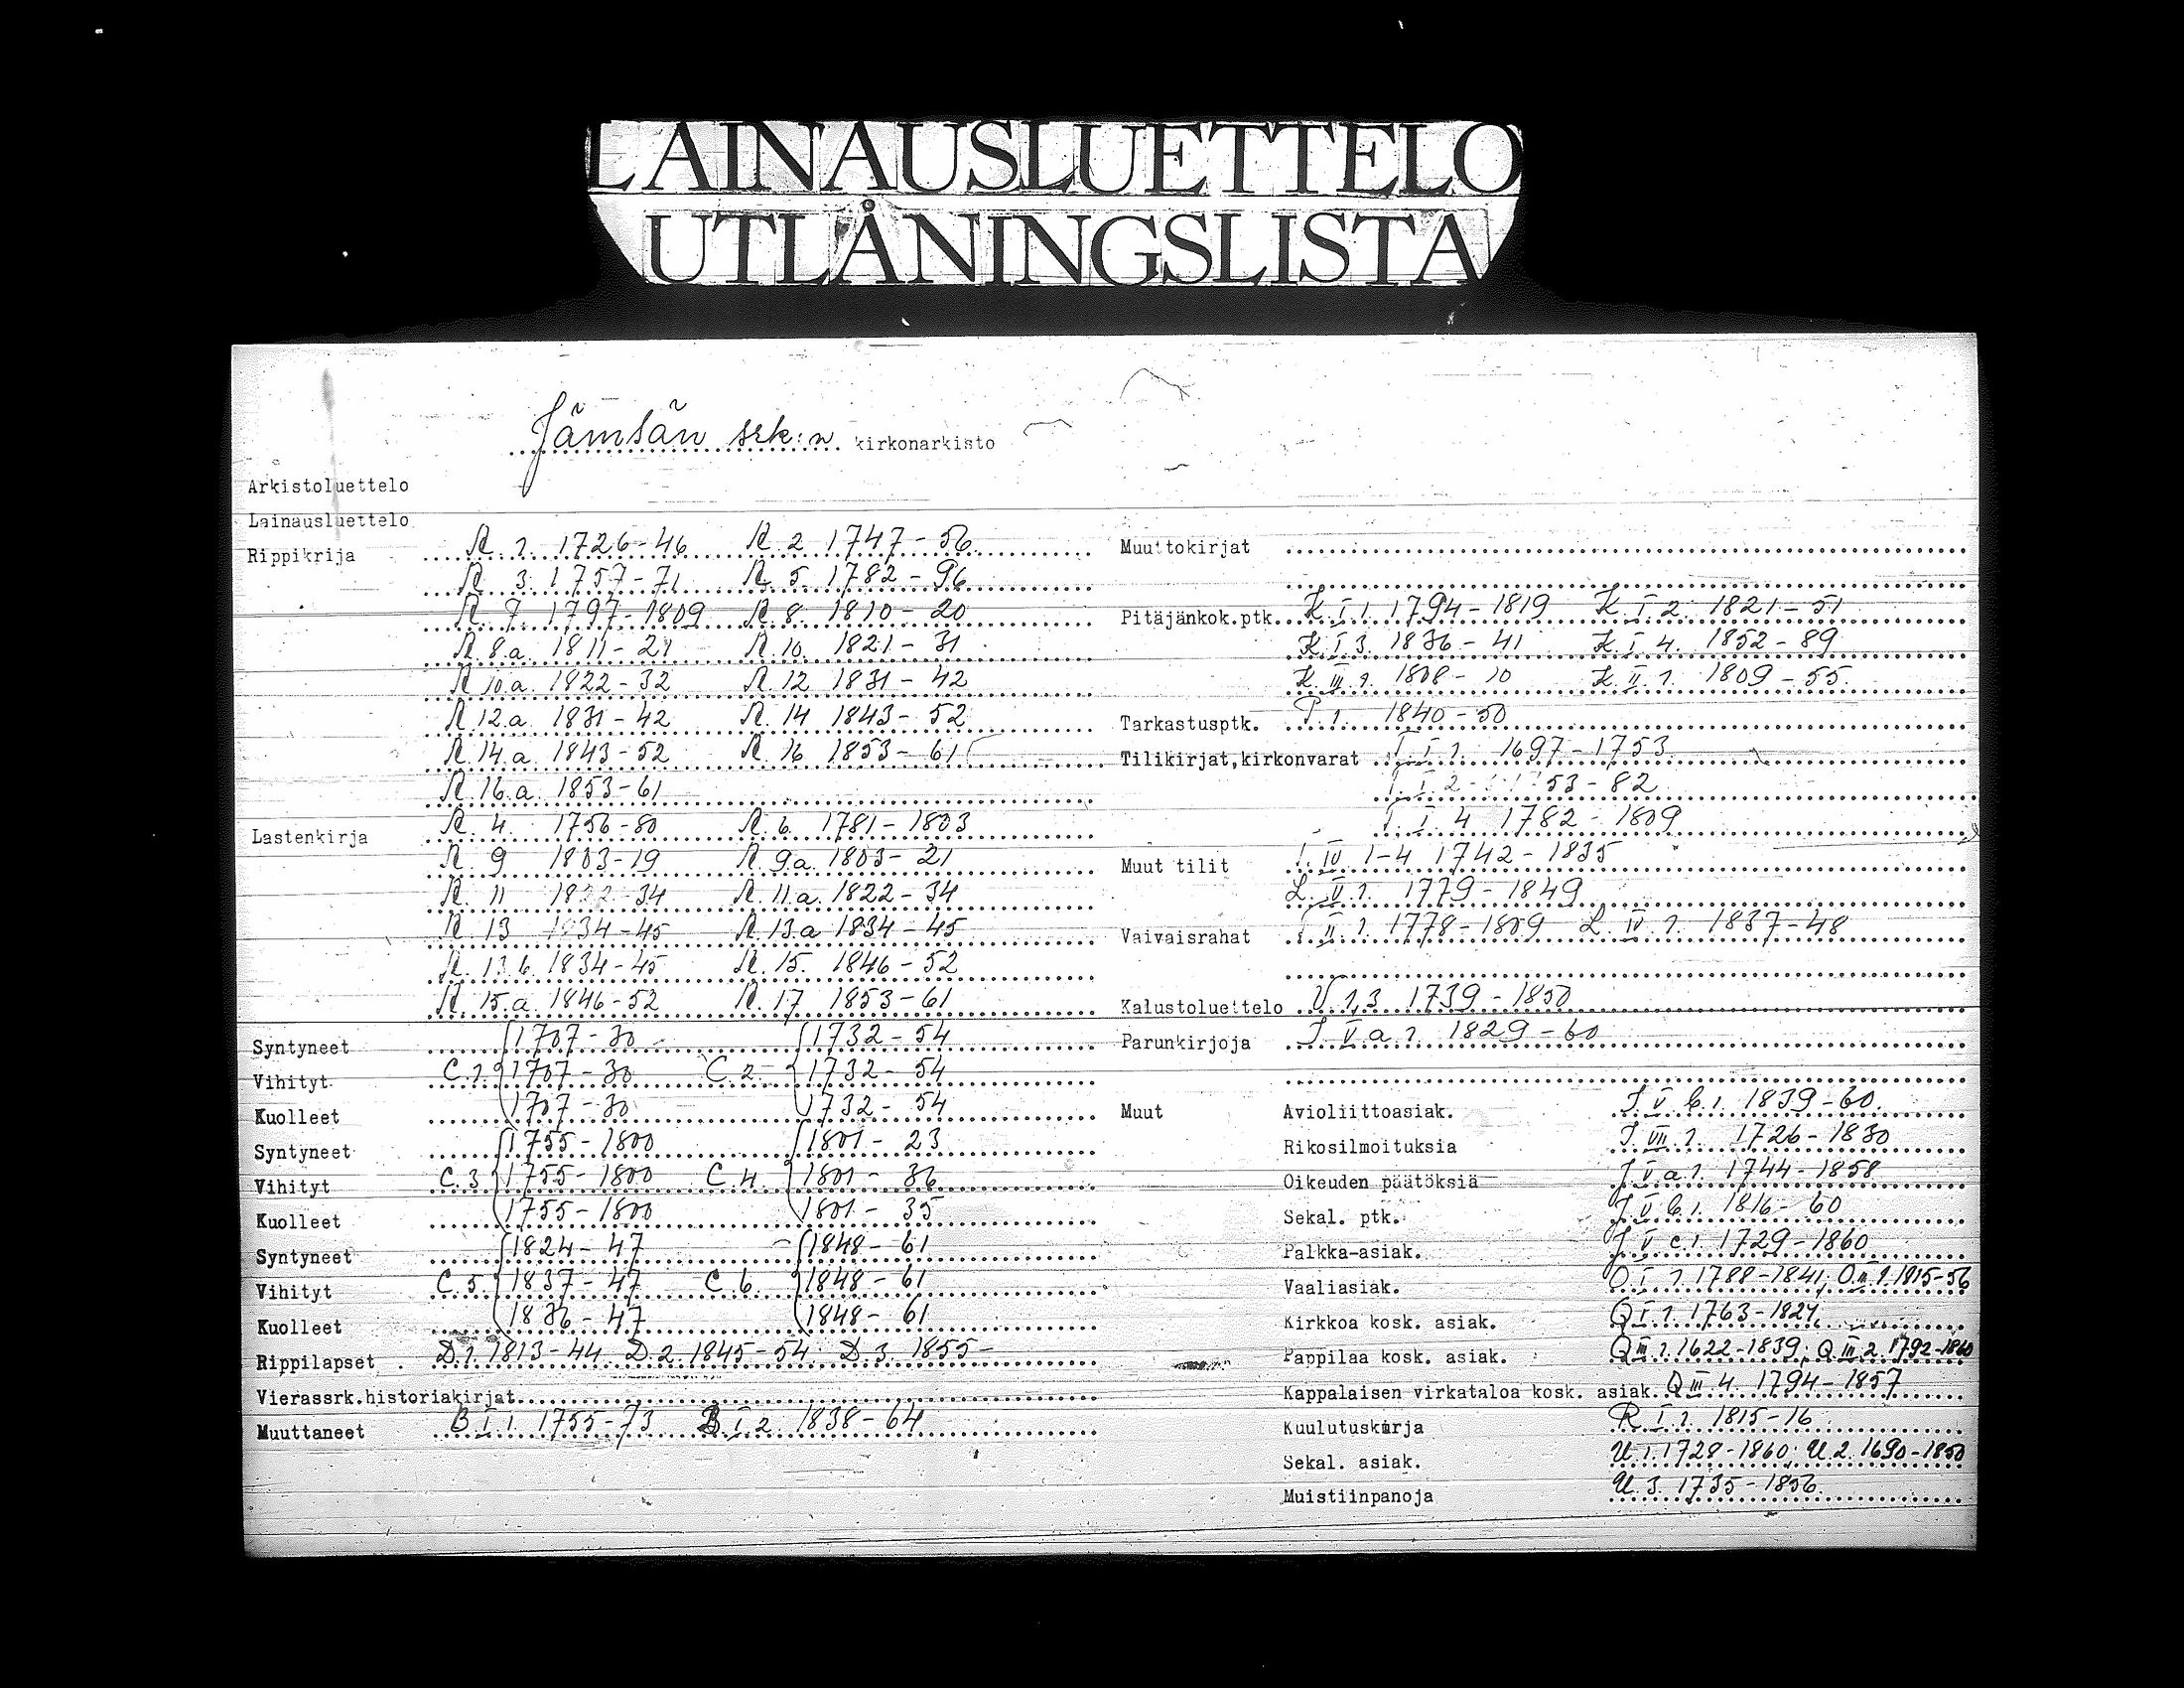 LAINAUSLUETTELO
UTLÅNINGSLISTA
Jämsän srk:n kirkonarkisto
Arkistoluettelo
Lainausluettelo
Rippikrija R. 1. 1726-46 R. 2 1747-56
R. 3. 1757-71 R. 5. 1782-96
R. 7. 1797-1809 R. 8. 1810-20
R. 8.a. 1811-21 R. 10. 1821-31
R. 10.a. 1822-32 R. 12 1831-42
R. 12.a 1831-42 R. 14 1843-52
R. 14.a 1843-52 R. 16 1853-61
R. 16.a. 1853-61
Lastenkirja R. 4. 1756-80 R. 6. 1781-1803
R. 9 1803-19 R. 9a. 1803-21
R. 11 1822-34 R. 11.a. 1822-34
R. 13 1834-45 R. 13.a 1834-45
R. 13.b. 1834-45 R. 15. 1846-52
R. 15.a. 1846-52 R. 17 1853-61
Syntyneet 1707-30 1732-54
Vihityt C. 1. 1707-30 C. 2. 1732-54
Kuolleet 1707-30 1732-54
Syntyneet 1755-1800 1801-23
Vihityt C. 3. 1755-1800 C. 4. 1801-36
Kuolleet 1755-1800 1801-35
Syntyneet 1824-47 1848-61
Vihityt C. 5. 1837-47 C. 6. 1848-61
Kuolleet 1836-47 1848-61
Rippilapset D. 1. 1813-44 D. 2. 1845-54 D. 3. 1855-
Vierassrk.historiakirjat
Muuttaneet B I 1. 1755-73 B. I. 2. 1838-64
Muuttokirjat
Pitäjänkok.ptk. K. I. 1. 1794-1819 K. I. 2. 1821-51
K. I. 3. 1836-41 K. I. 4. 1852-89
K. III. 1. 1808-10 K. II. 1. 1809-55
Tarkastusptk. P. 1. 1840-50
Tilikirjat,kirkonvarat I. 1. 1697-1753
I. 2- 53-82
I. 4 1782-1809
Muut tilit IV. 1-4 1742-1835
L. V. 1. 1779-1849
Vaivaisrahat II. 1. 1778-1809 L. IV. 1. 1837-48
Kalustoluettelo V. 1,3. 1739-1850
Parunkirjoja I. V. a. 1. 1829-60
Muut Avioliittoasiak. I. V. b. 1. 1839-60.
Rikosilmoituksia I. VII. 1. 1726-1830
Oikeuden päätöksiä J. V. a. 1. 1744-1858
Sekal. ptk. J. V. b. 1. 1816-60
Palkka-asiak. J. V. c. 1. 1729-1860
Vaaliasiak. O. I. 1. 1788-1841, O. II. 1. 1815-56
Kirkkoa kosk. asiak. Q I. 1. 1763-1824
Pappilaa kosk. asiak. Q III. 1. 1622-1839; Q. III. 2. 1792-1860
Kappalaisen virkataloa kosk. asiak. Q III. 4. 1794-1857
Kuulutuskirja R. I. 1. 1815-16
Sekal. asiak. U. 1. 1728-1860; U. 2. 1690-1850
Muistiinpanoja U. 3. 1735-1856